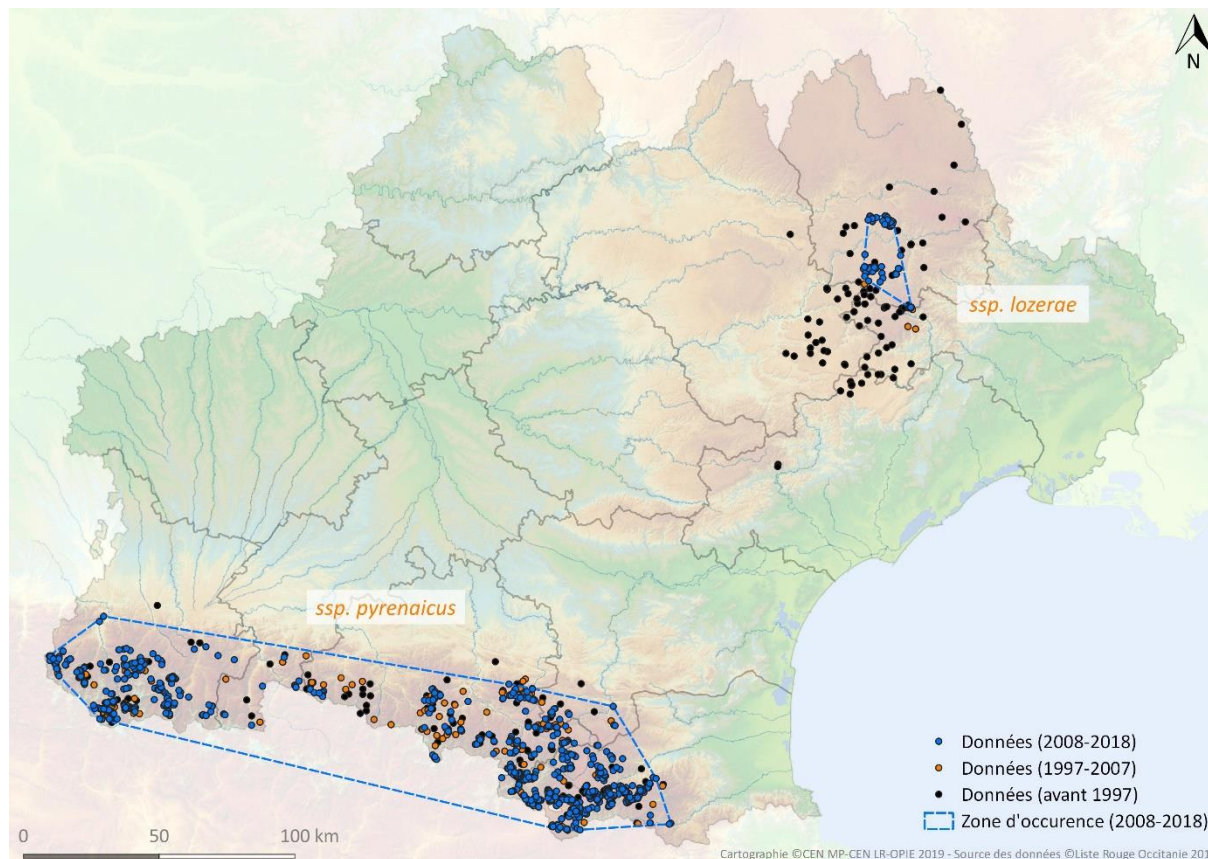 N
ssp. lozerae
ssp. pyrenaicus
Données (2008-2018)
Données (1997-2007)
Données (avant 1997)
Zone d'occurence (2008-2018)
0 50 100 km
Cartographie ©CEN MP-CEN LR-OPIE 2019 - Source des données ©Liste Rouge Occitanie 201